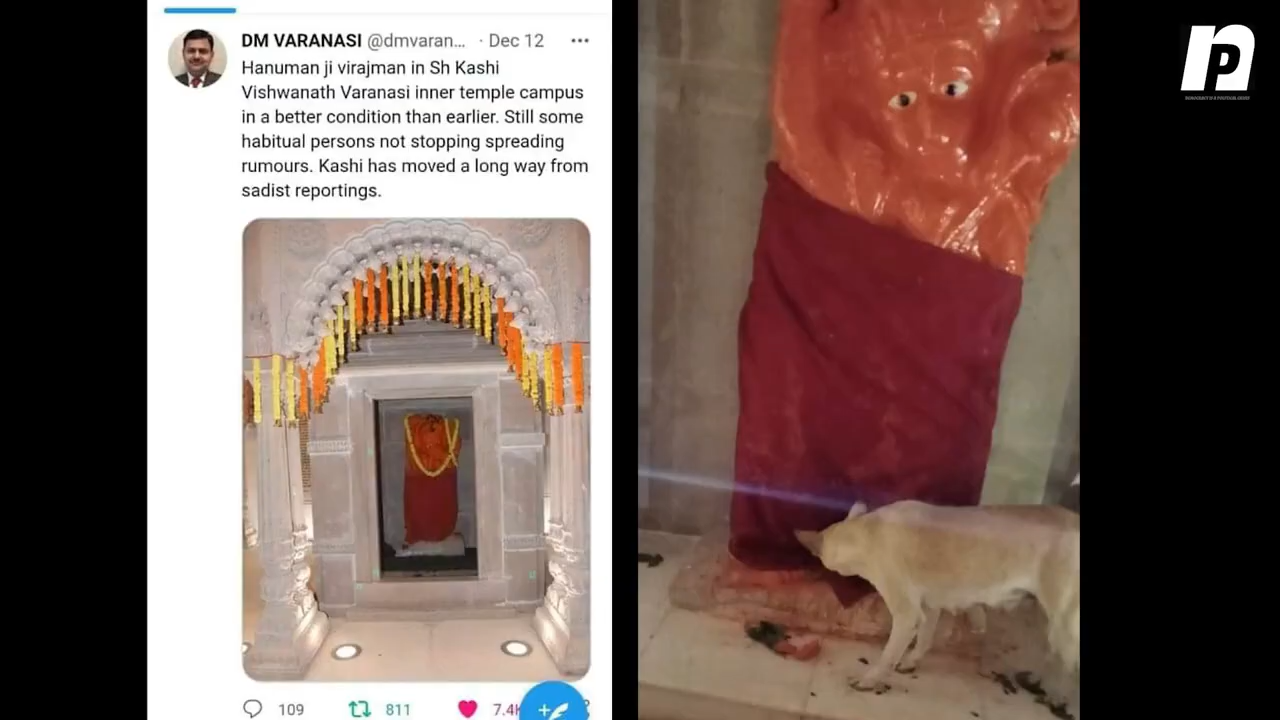 DM VARANASI @dmvaran... · Dec 12
Hanuman ji virajman in Sh Kashi
Vishwanath Varanasi inner temple campus
in a better condition than earlier. Still some
habitual persons not stopping spreading
rumours. Kashi has moved a long way from
sadist reportings.
109 811 7.4K
np